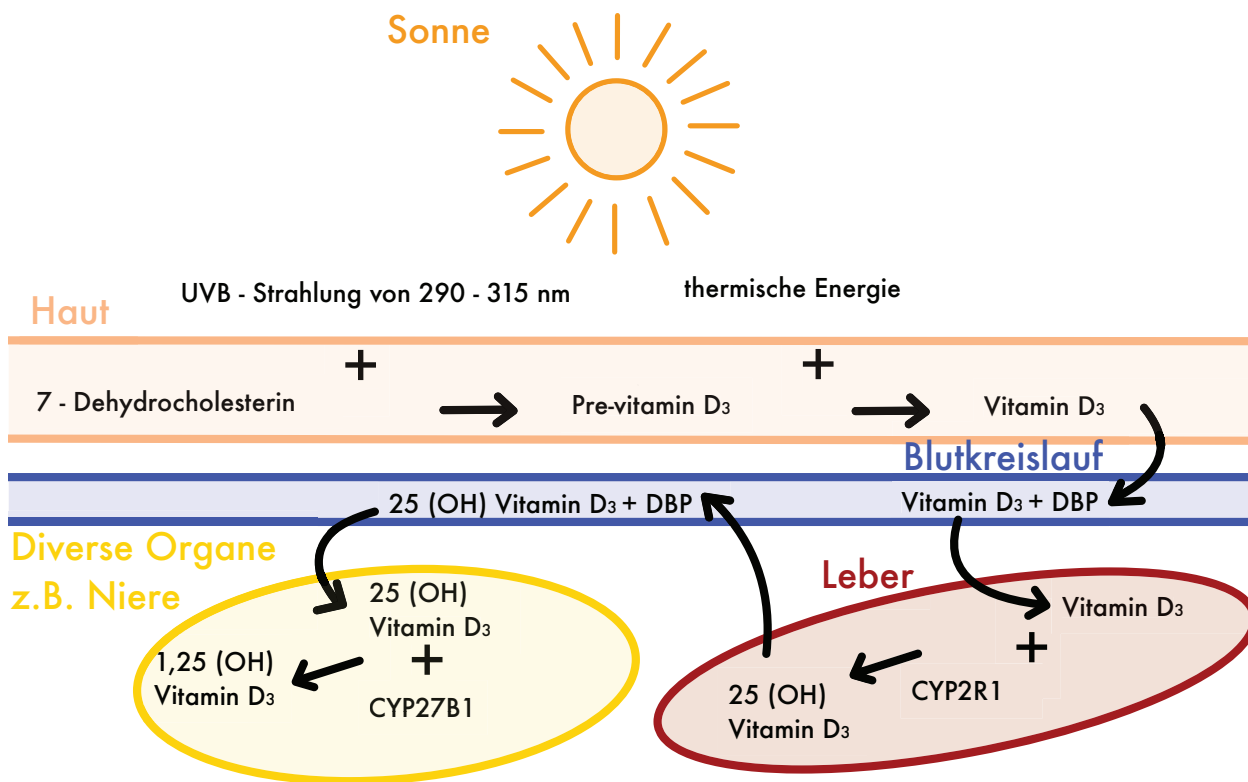 Sonne
UVB - Strahlung von 290 - 315 nm
thermische Energie
Haut
+
+
7 - Dehydrocholesterin
Pre-vitamin D₃
Vitamin D₃
Blutkreislauf
25 (OH) Vitamin D₃ + DBP
Vitamin D₃ + DBP
Diverse Organe
z.B. Niere
25 (OH)
Vitamin D₃
+
CYP27B1
1,25 (OH)
Vitamin D₃
Leber
Vitamin D₃
+
CYP2R1
25 (OH)
Vitamin D₃